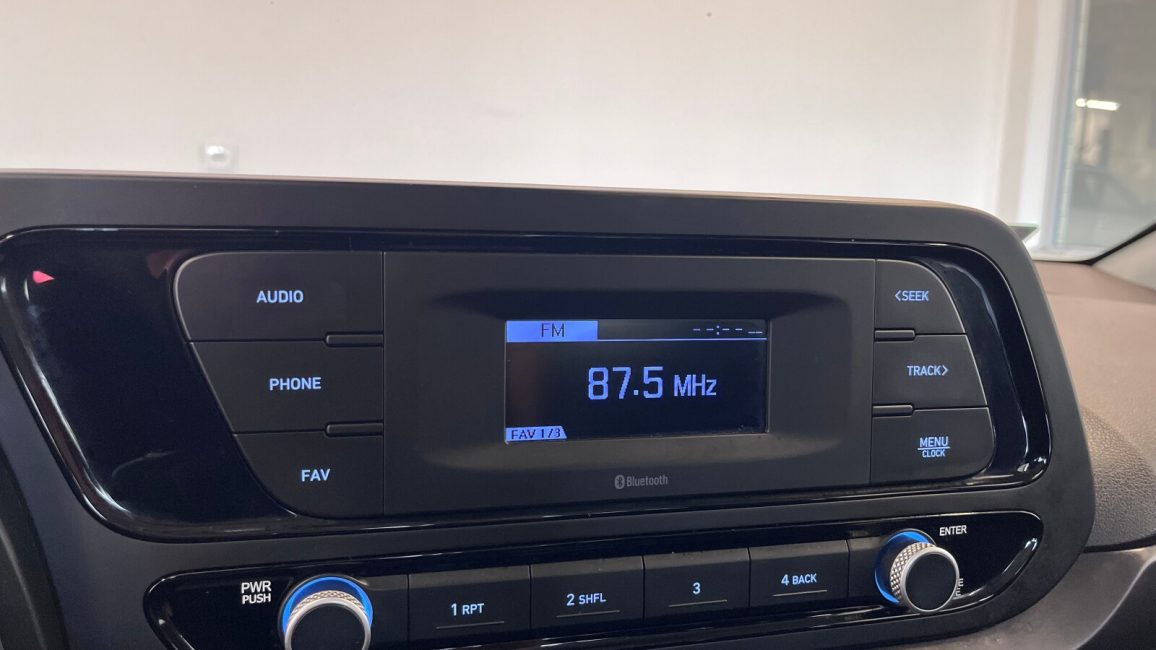 AUDIO
PHONE
FAV
FM --:-- __
87.5 MHz
FAV 1/3
Bluetooth
<SEEK
TRACK>
MENU
CLOCK
PWR
PUSH
1 RPT
2 SHFL
3
4 BACK
ENTER